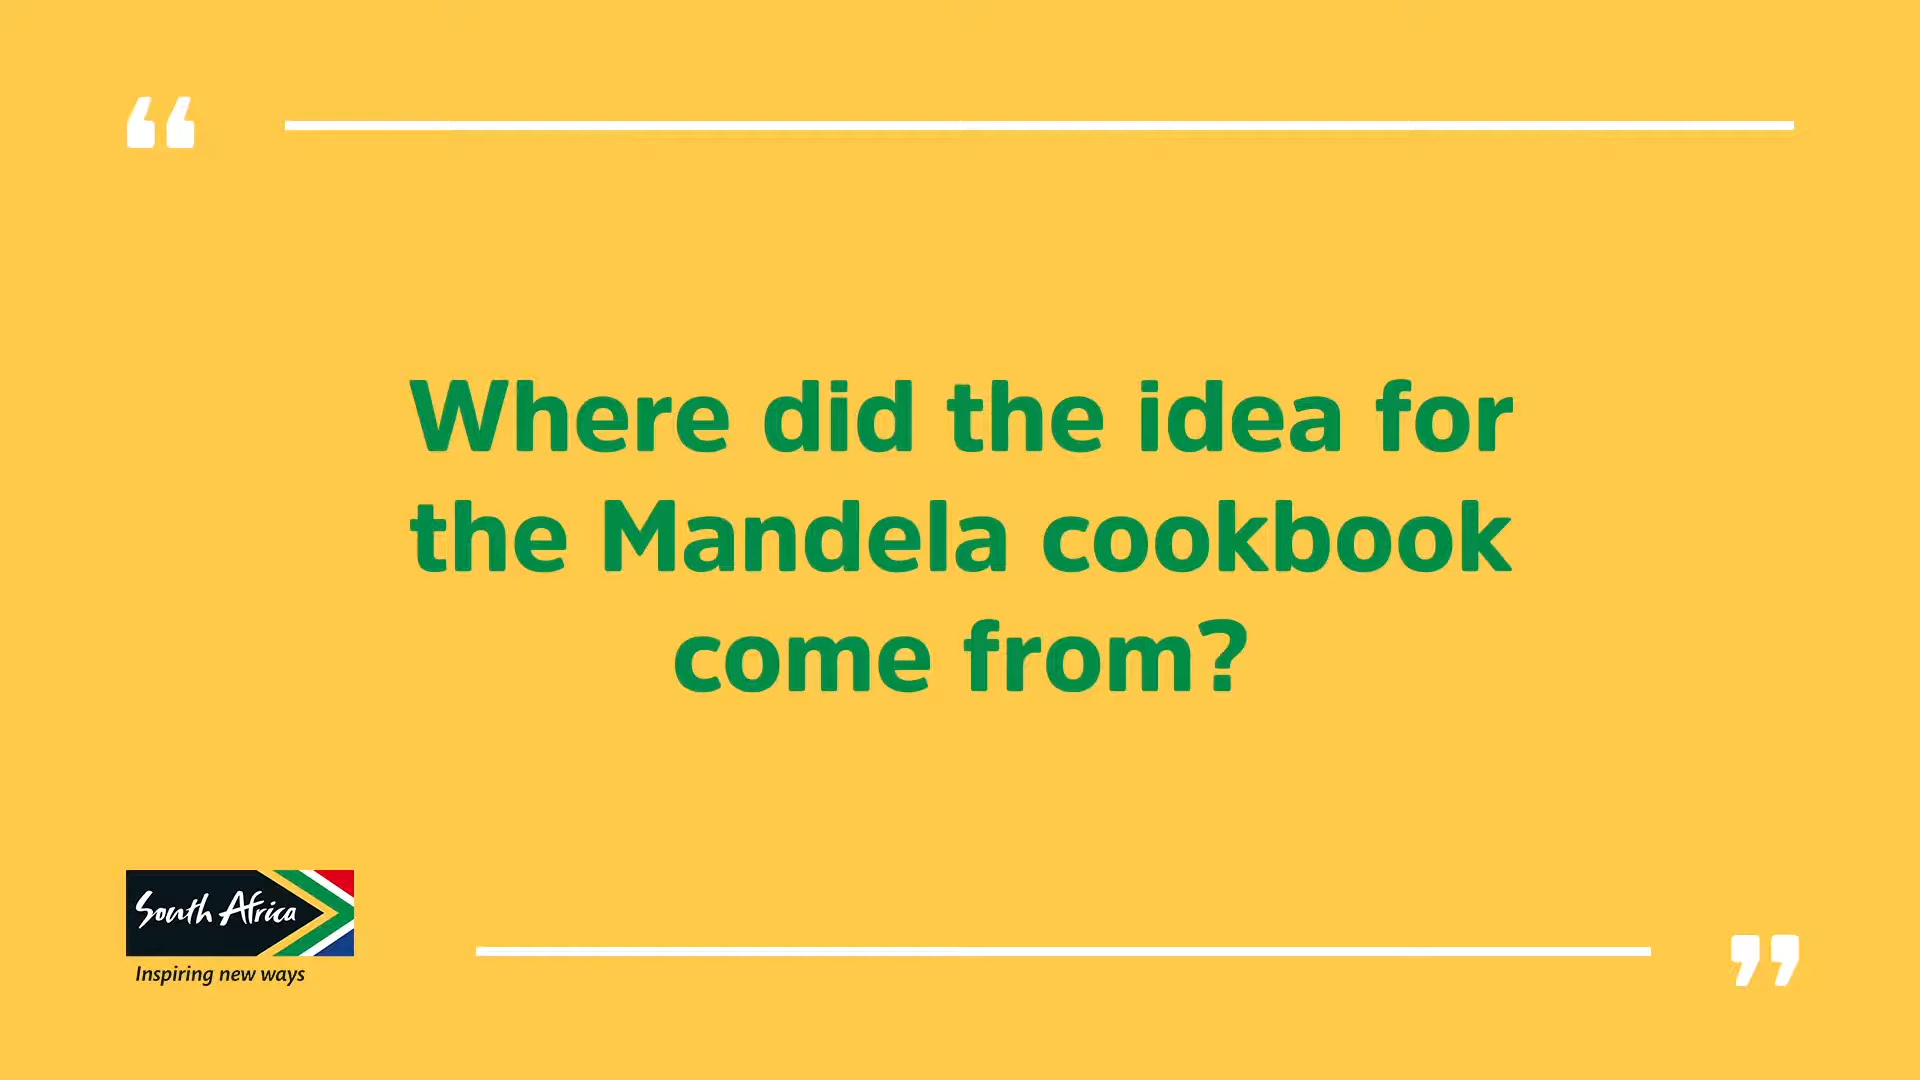 “
Where did the idea for
the Mandela cookbook
come from?
South Africa
Inspiring new ways
”